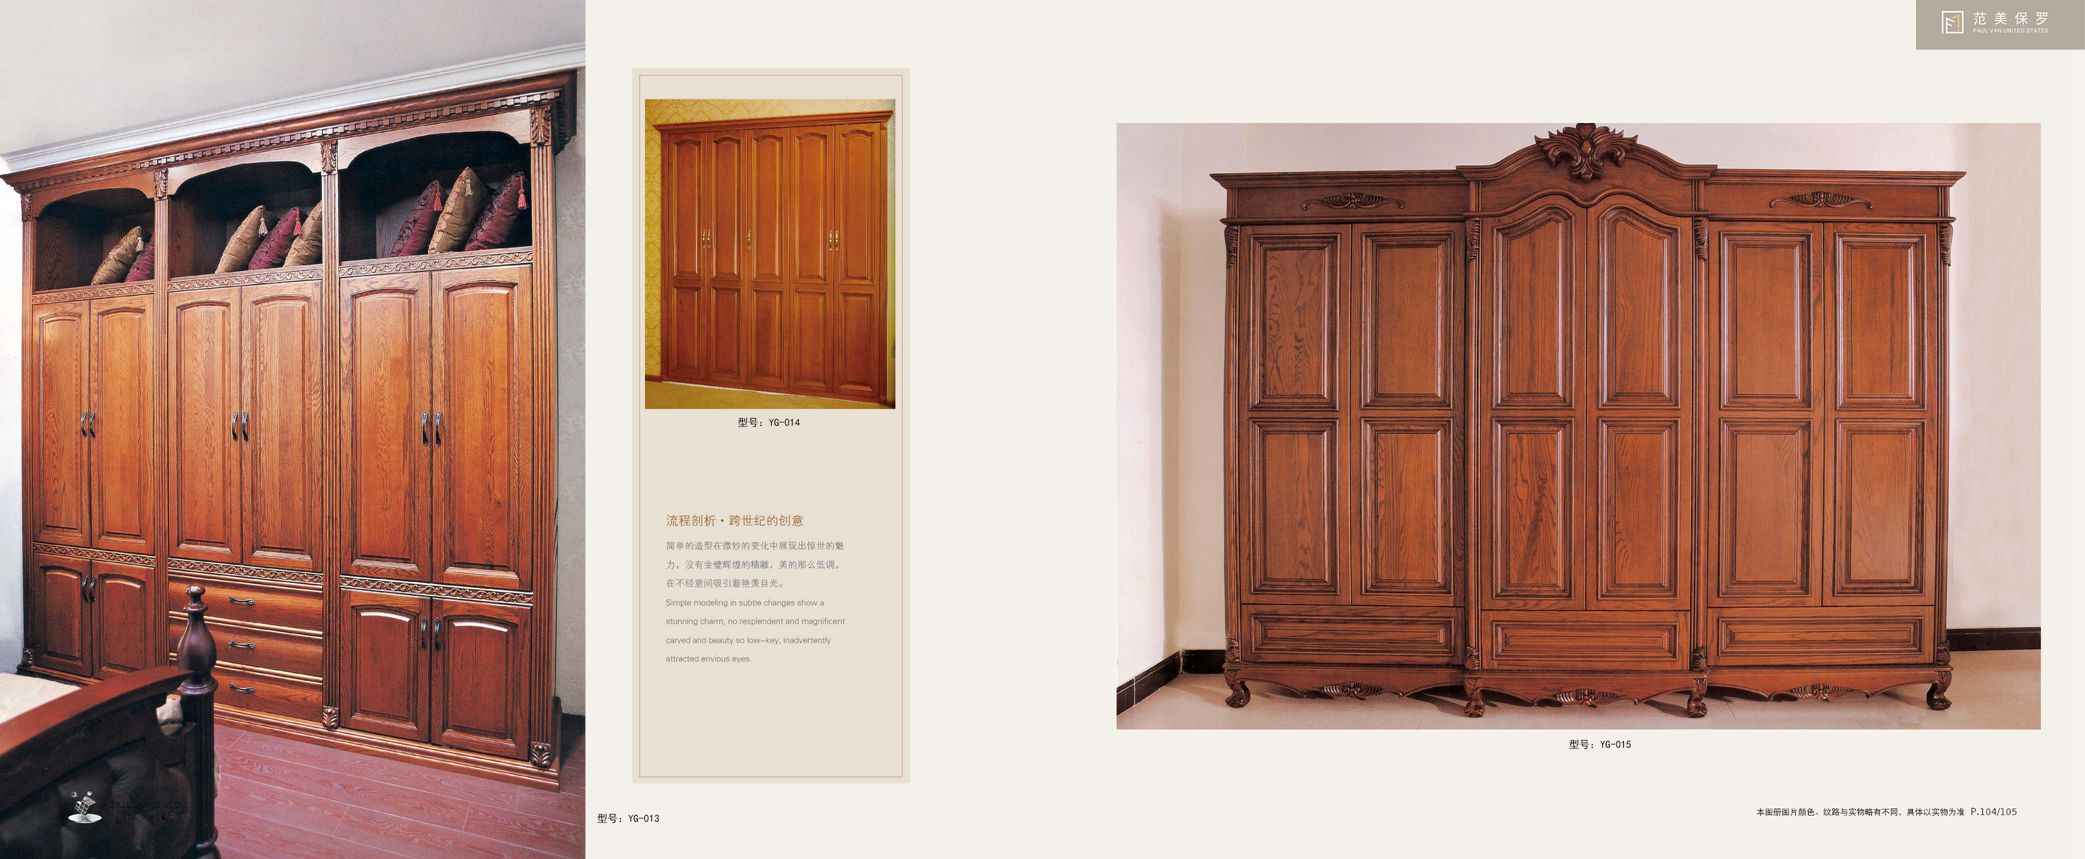 范美保罗
PAUL VAN UNITED STATES
型号：YG-014
流程剖析·跨世纪的创意
简单的造型在微妙的变化中展现出惊世的魅
力，没有金璧辉煌的精雕，美的那么低调，
在不经意间吸引着艳羡目光。
Simple modeling in subtle changes show a
stunning charm, no resplendent and magnificent
carved and beauty so low-key, inadvertently
attracted envious eyes.
型号：YG-013
型号：YG-015
本图册图片颜色、纹路与实物略有不同，具体以实物为准 P.104/105